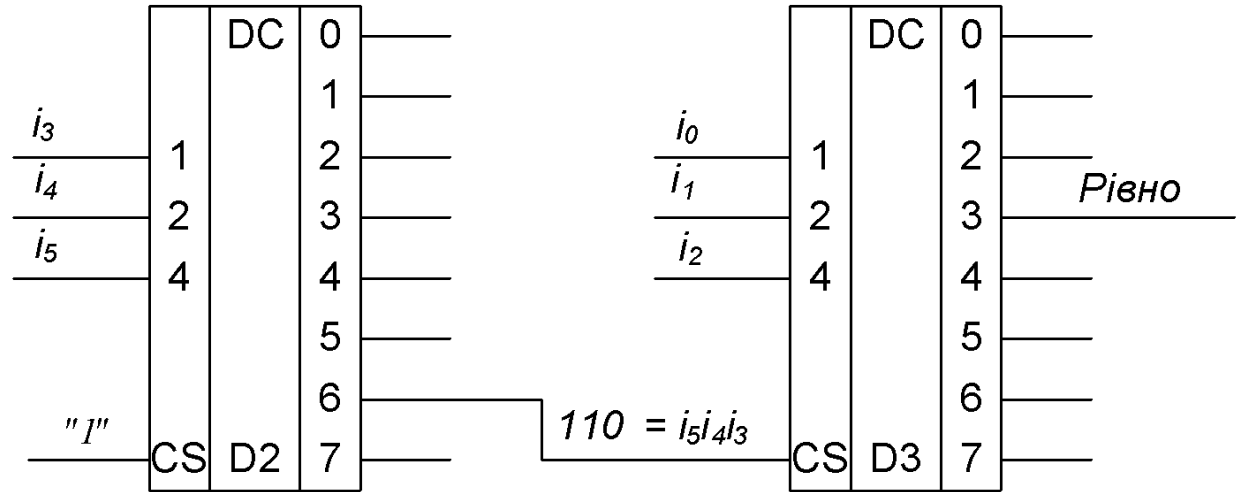 DC 0 DC 0
1 1
i₃ i₀
1 2 1 2
i₄ i₁ Рівно
2 3 2 3
i₅ i₂
4 4 4 4
5 5
6 6
"1" 110 = i₅i₄i₃
CS D2 7 CS D3 7